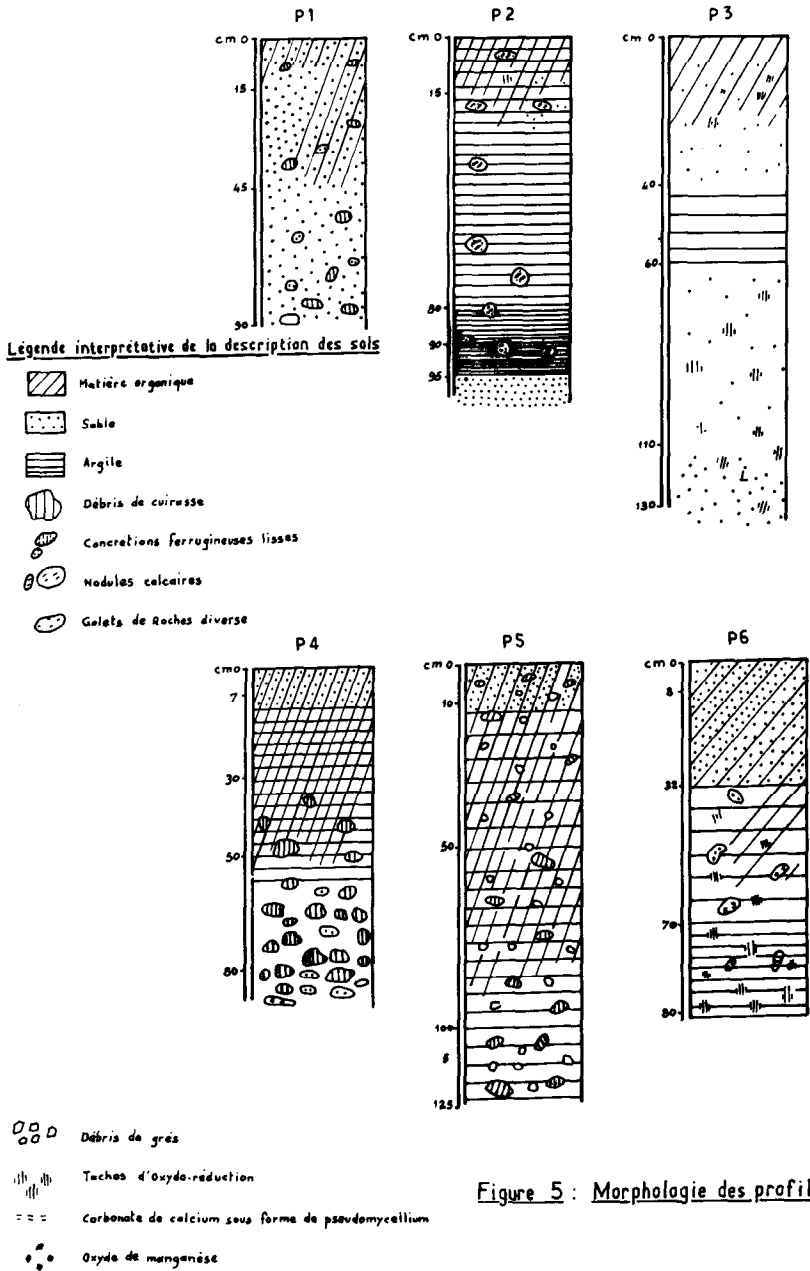 P1
cm 0
15
45
90
P2
cm 0
15
80
90
95
P3
cm 0
40
60
110
L
130
Légende interprétative de la description des sols
Matière organique
Sable
Argile
Débris de cuirasse
Concrétions ferrugineuses lisses
Nodules calcaires
Galets de Roches diverse
P4
cm 0
7
30
50
80
P5
cm 0
10
50
100
125
P6
cm 0
70
80
Débris de grés
Taches d'Oxydo-réduction
Carbonate de calcium sous forme de pseudomycellium
Oxyde de manganèse
Figure 5 : Morphologie des profil